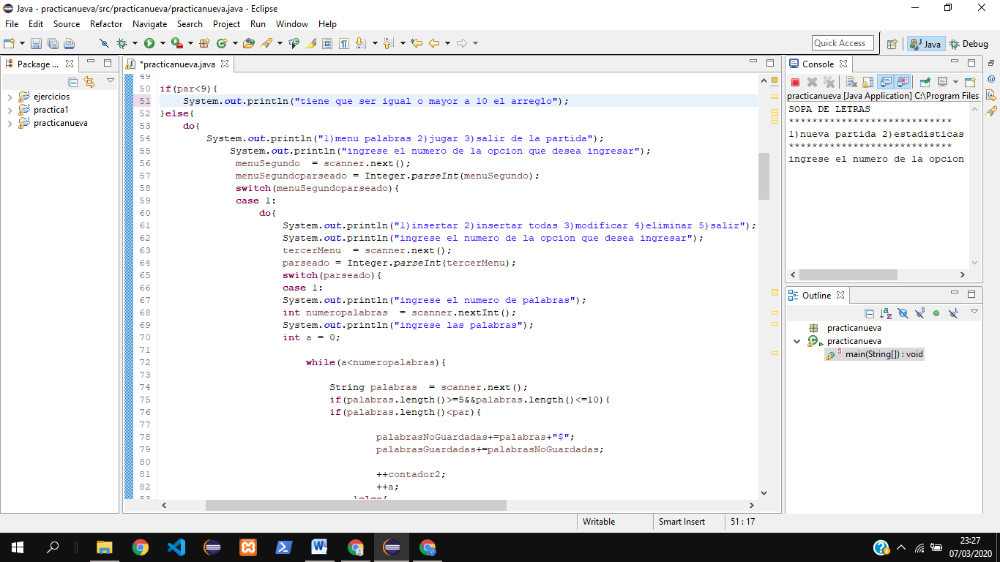 Java - practicanueva/src/practicanueva/practicanueva.java - Eclipse
File Edit Source Refactor Navigate Search Project Run Window Help
Quick Access
Java
Debug
Package ...
ejercicios
practica1
practicanueva
*practicanueva.java
49
50 if(par<9){
51 System.out.println("tiene que ser igual o mayor a 10 el arreglo");
52 }else{
53 do{
54 System.out.println("1)menu palabras 2)jugar 3)salir de la partida");
55 System.out.println("ingrese el numero de la opcion que desea ingresar");
56 menuSegundo  = scanner.next();
57 menuSegundoparseado = Integer.parseInt(menuSegundo);
58 switch(menuSegundoparseado){
59 case 1:
60 do{
61 System.out.println("1)insertar 2)insertar todas 3)modificar 4)eliminar 5)salir");
62 System.out.println("ingrese el numero de la opcion que desea ingresar");
63 tercerMenu  = scanner.next();
64 parseado = Integer.parseInt(tercerMenu);
65 switch(parseado){
66 case 1:
67 System.out.println("ingrese el numero de palabras");
68 int numeropalabras  = scanner.nextInt();
69 System.out.println("ingrese las palabras");
70 int a = 0;
71
72 while(a<numeropalabras){
73
74 String palabras  = scanner.next();
75 if(palabras.length()>=5&&palabras.length()<=10){
76 if(palabras.length()<par){
77
78 palabrasNoGuardadas+=palabras+"$";
79 palabrasGuardadas+=palabrasNoGuardadas;
80
81 ++contador2;
82 ++a;
83 }else{
Console
practicanueva [Java Application] C:\Program Files
SOPA DE LETRAS
****************************
1)nueva partida 2)estadisticas
****************************
ingrese el numero de la opcion
Outline
practicanueva
practicanueva
main(String[]) : void
Writable
Smart Insert
51 : 17
23:27
07/03/2020